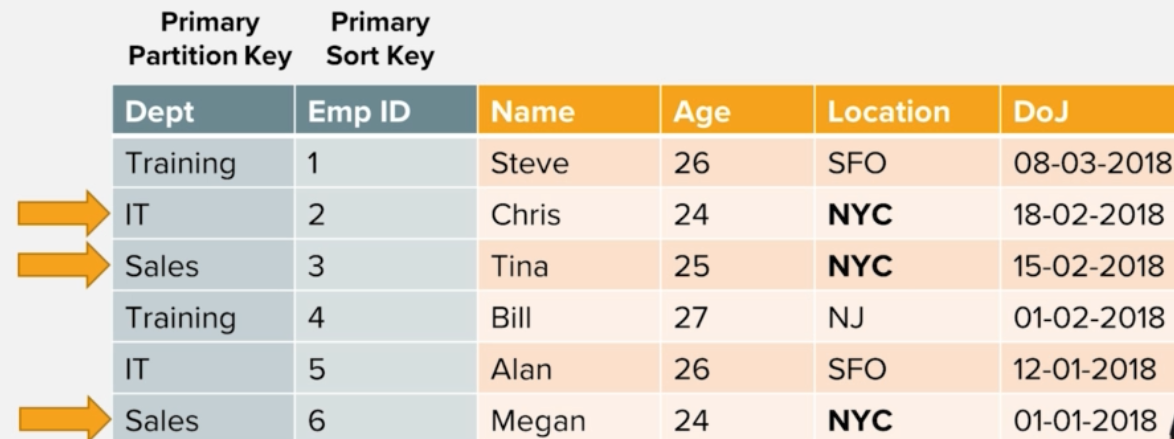 Primary Primary
Partition Key Sort Key
Dept Emp ID Name Age Location DoJ
Training 1 Steve 26 SFO 08-03-2018
IT 2 Chris 24 NYC 18-02-2018
Sales 3 Tina 25 NYC 15-02-2018
Training 4 Bill 27 NJ 01-02-2018
IT 5 Alan 26 SFO 12-01-2018
Sales 6 Megan 24 NYC 01-01-2018